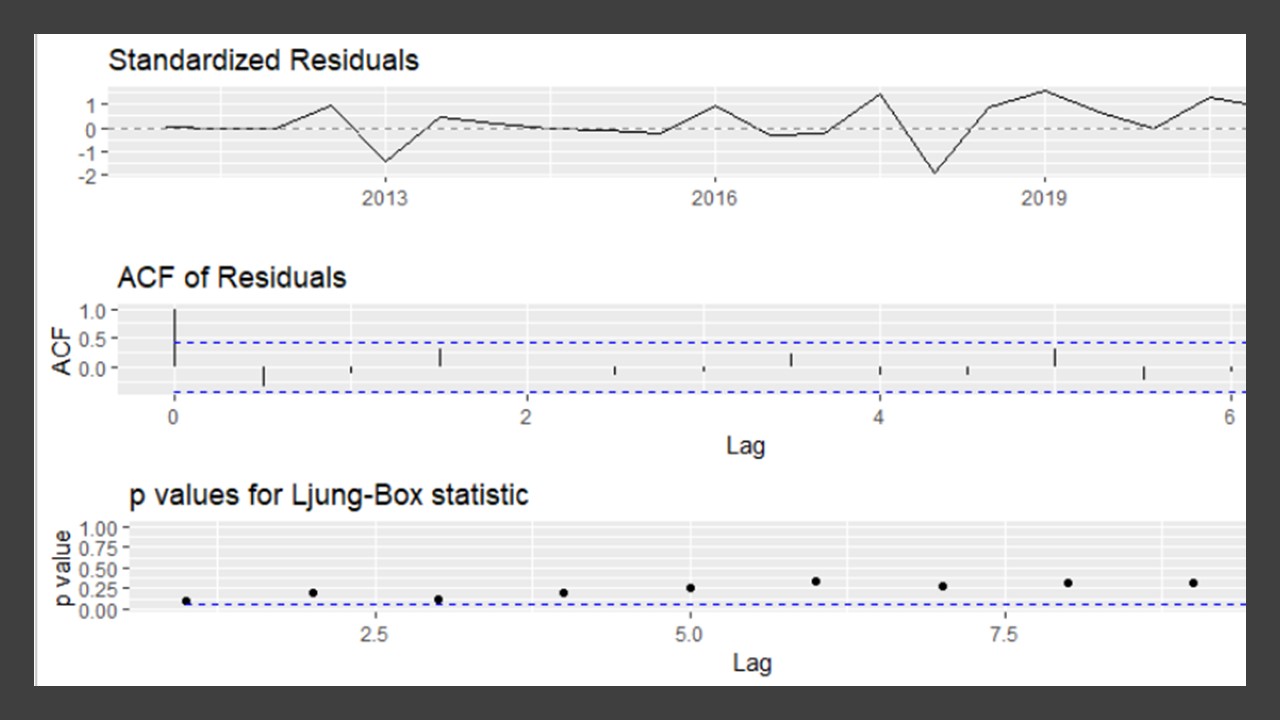 Standardized Residuals
1
0
-1
-2
2013 2016 2019
ACF of Residuals
ACF
1.0
0.5
0.0
0 2 4 6
Lag
p values for Ljung-Box statistic
p value
1.00
0.75
0.50
0.25
0.00
2.5 5.0 7.5
Lag